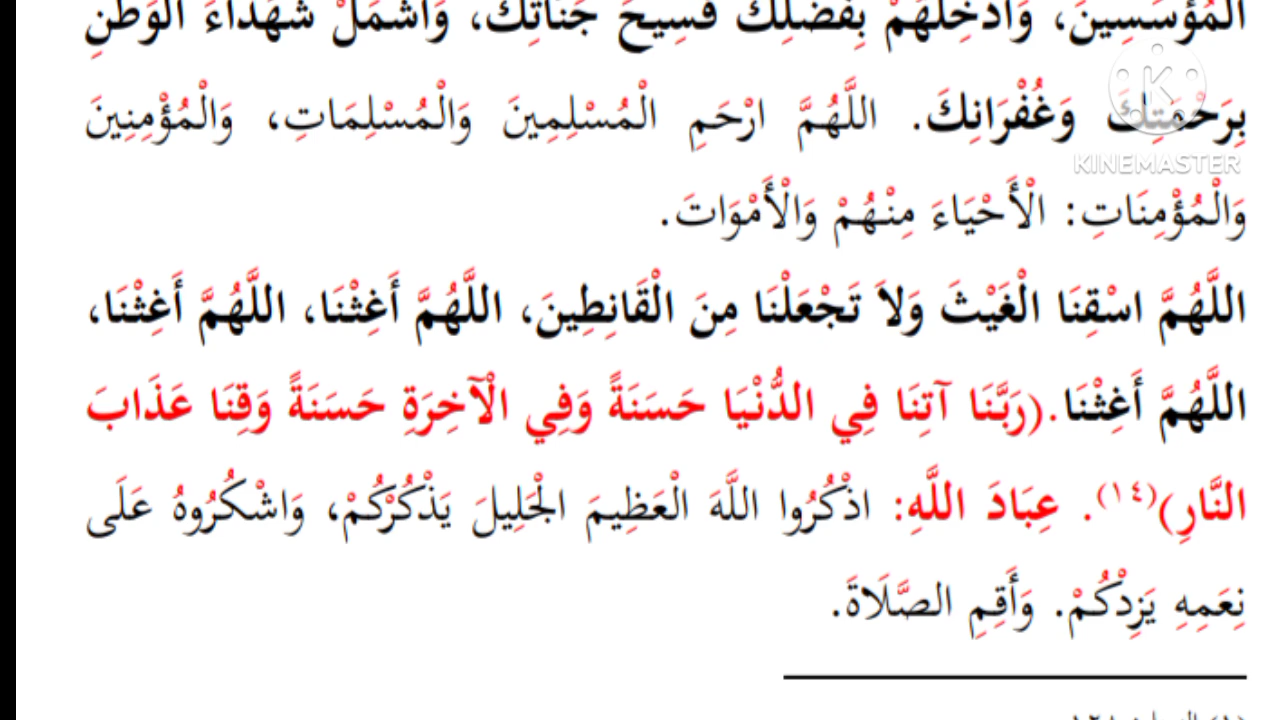 الْمُؤَسِّسِينَ، وَأَدْخِلْهُمْ بِفَضْلِكَ فَسِيحَ جَنَّاتِكَ، وَاشْمَلْ شُهَدَاءَ الْوَطَنِ
بِرَحْمَتِكَ وَغُفْرَانِكَ. اللَّهُمَّ ارْحَمِ الْمُسْلِمِينَ وَالْمُسْلِمَاتِ، وَالْمُؤْمِنِينَ
KINEMASTER
وَالْمُؤْمِنَاتِ: الْأَحْيَاءَ مِنْهُمْ وَالْأَمْوَاتَ.
اللَّهُمَّ اسْقِنَا الْغَيْثَ وَلاَ تَجْعَلْنَا مِنَ الْقَانِطِينَ، اللَّهُمَّ أَغِثْنَا، اللَّهُمَّ أَغِثْنَا،
اللَّهُمَّ أَغِثْنَا.(رَبَّنَا آتِنَا فِي الدُّنْيَا حَسَنَةً وَفِي الْآخِرَةِ حَسَنَةً وَقِنَا عَذَابَ
النَّارِ)(١٤). عِبَادَ اللَّهِ: اذْكُرُوا اللَّهَ الْعَظِيمَ الْجَلِيلَ يَذْكُرْكُمْ، وَاشْكُرُوهُ عَلَى
نِعَمِهِ يَزِدْكُمْ. وَأَقِمِ الصَّلَاةَ.